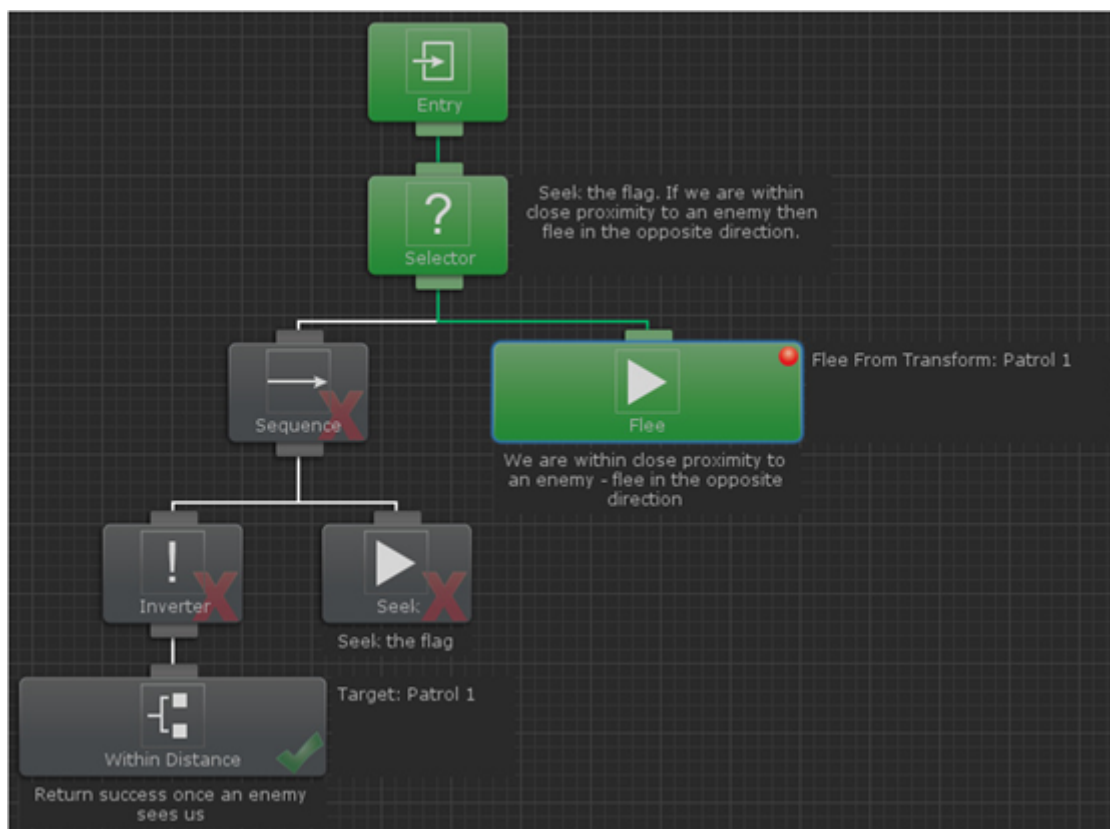 Entry
?
Selector
Seek the flag. If we are within
close proximity to an enemy then
flee in the opposite direction.
Sequence
X
Flee
Flee From Transform: Patrol 1
We are within close proximity to
an enemy - flee in the opposite
direction
!
Inverter
X
Seek
X
Seek the flag
Within Distance
Target: Patrol 1
Return success once an enemy
sees us